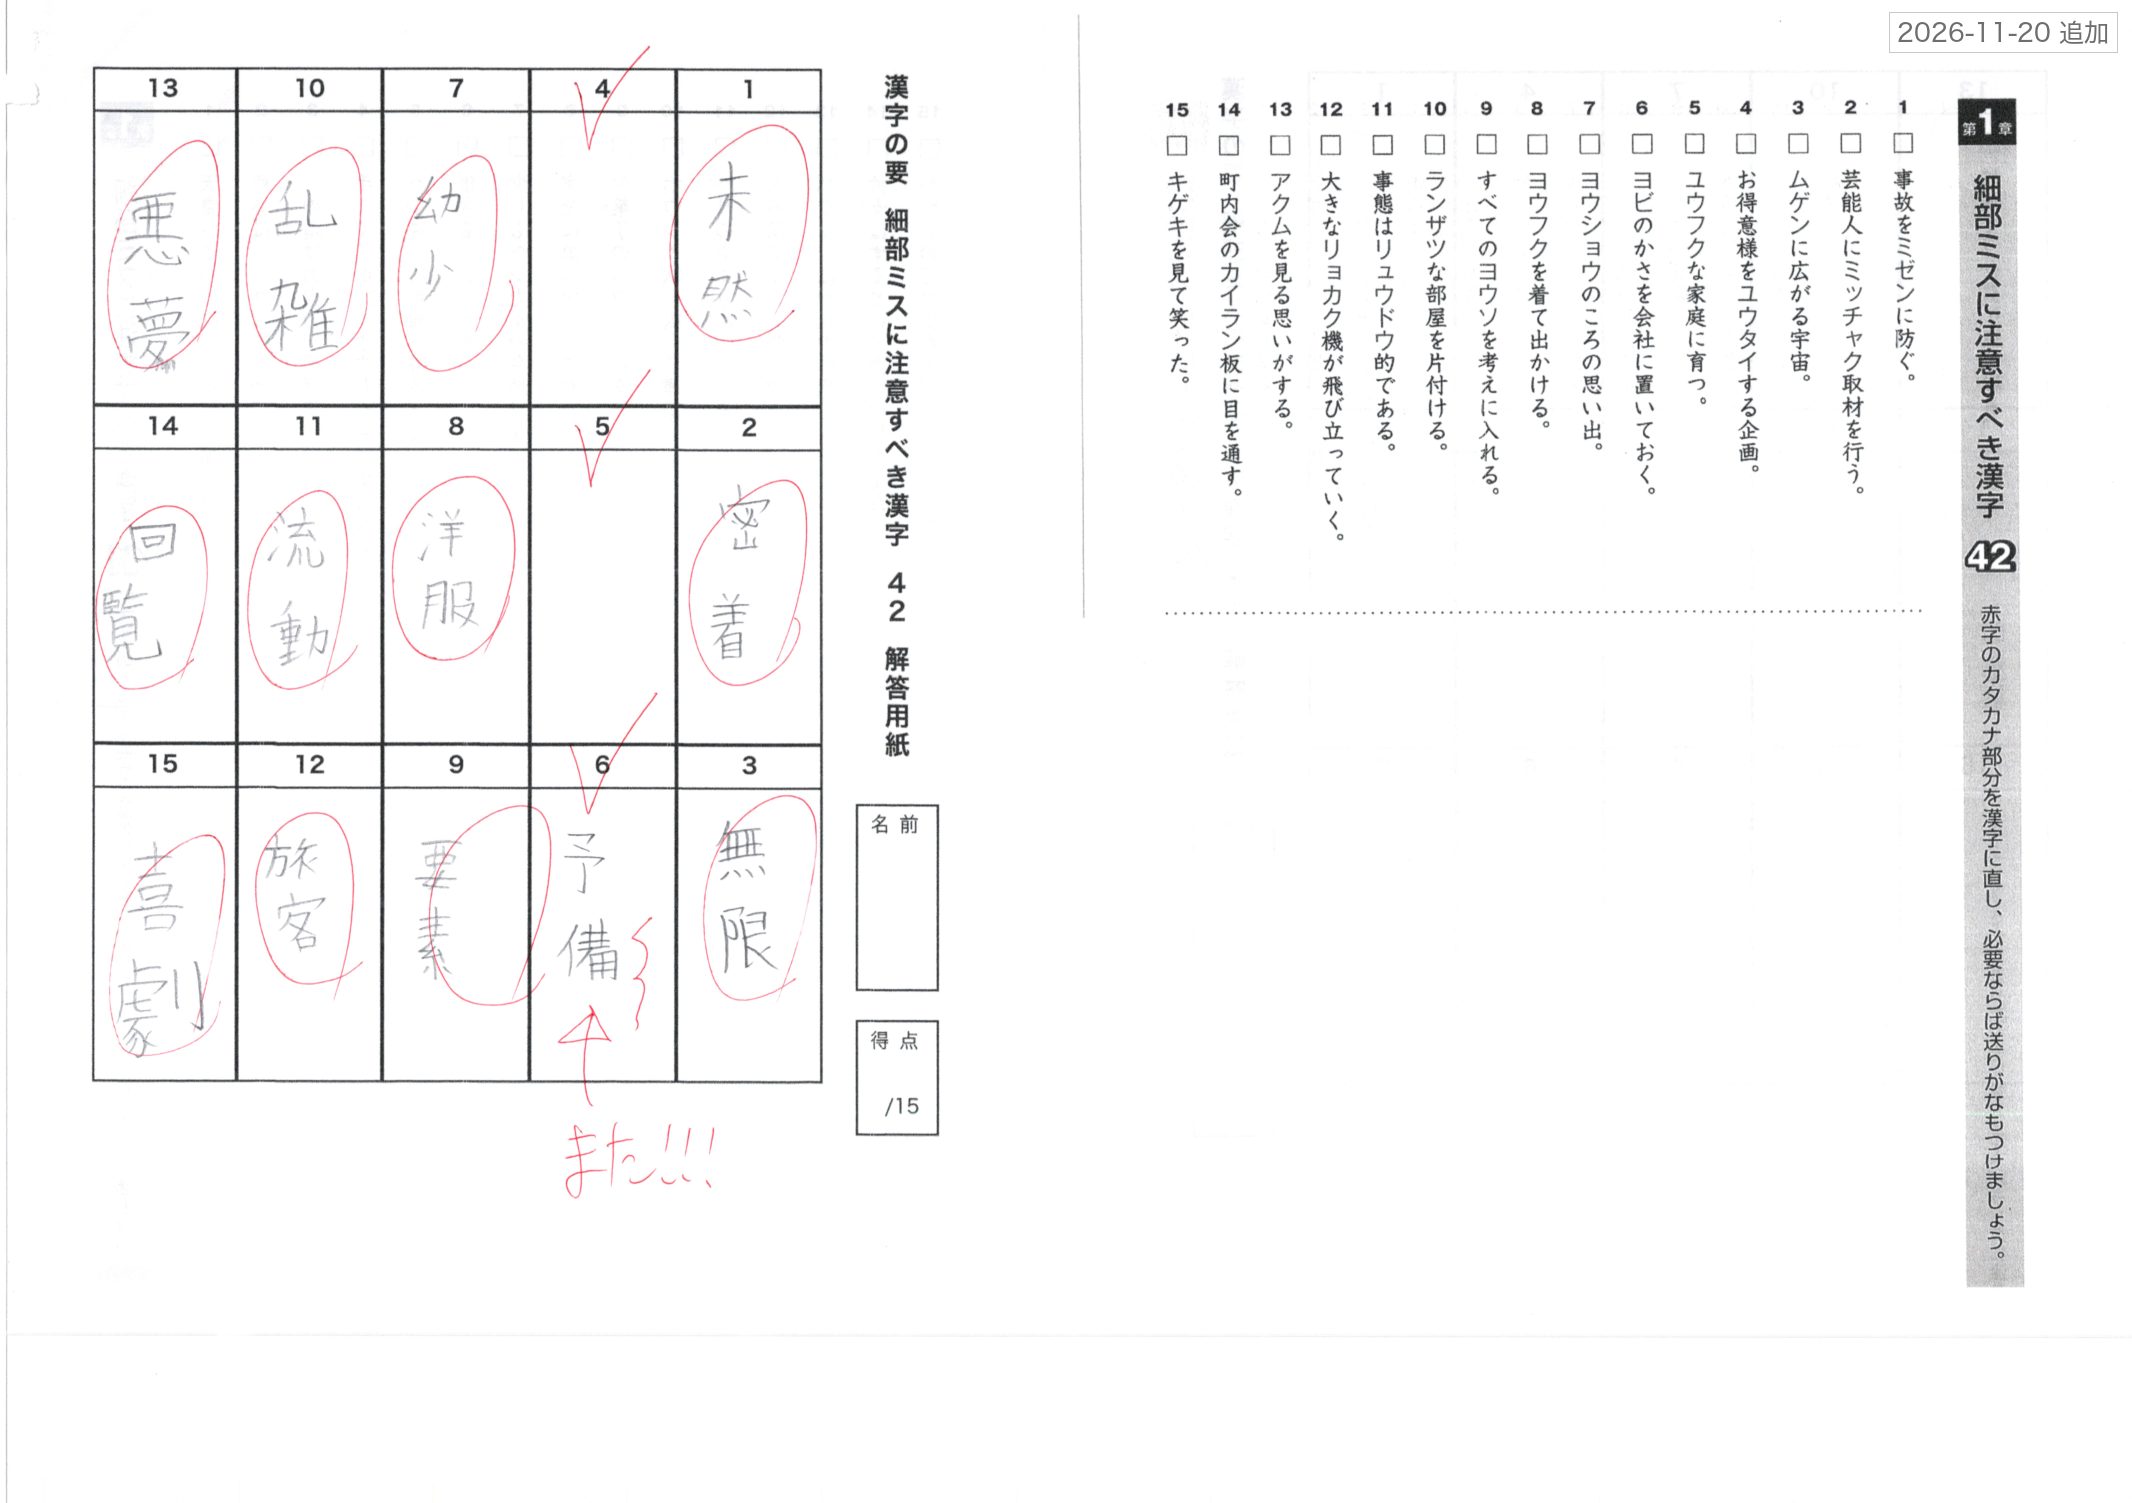 2026-11-20 追加
第1章 細部ミスに注意すべき漢字 42 赤字のカタカナ部分を漢字に直し、必要ならば送りがなもつけましょう。
1 □ 事故をミゼンに防ぐ。
2 □ 芸能人にミッチャク取材を行う。
3 □ ムゲンに広がる宇宙。
4 □ お得意様をユウタイする企画。
5 □ ユウフクな家庭に育つ。
6 □ ヨビのかさを会社に置いておく。
7 □ ヨウショウのころの思い出。
8 □ ヨウフクを着て出かける。
9 □ すべてのヨウソを考えに入れる。
10 □ ランザツな部屋を片付ける。
11 □ 事態はリュウドウ的である。
12 □ 大きなリョカク機が飛び立っていく。
13 □ アクムを見る思いがする。
14 □ 町内会のカイラン板に目を通す。
15 □ キゲキを見て笑った。
漢字の要 細部ミスに注意すべき漢字 42 解答用紙
名前
得点
/15
1
未然
2
密着
3
無限
4
5
6
予備
また!!!
7
幼少
8
洋服
9
要素
10
乱雑
11
流動
12
旅客
13
悪夢
14
回覧
15
喜劇